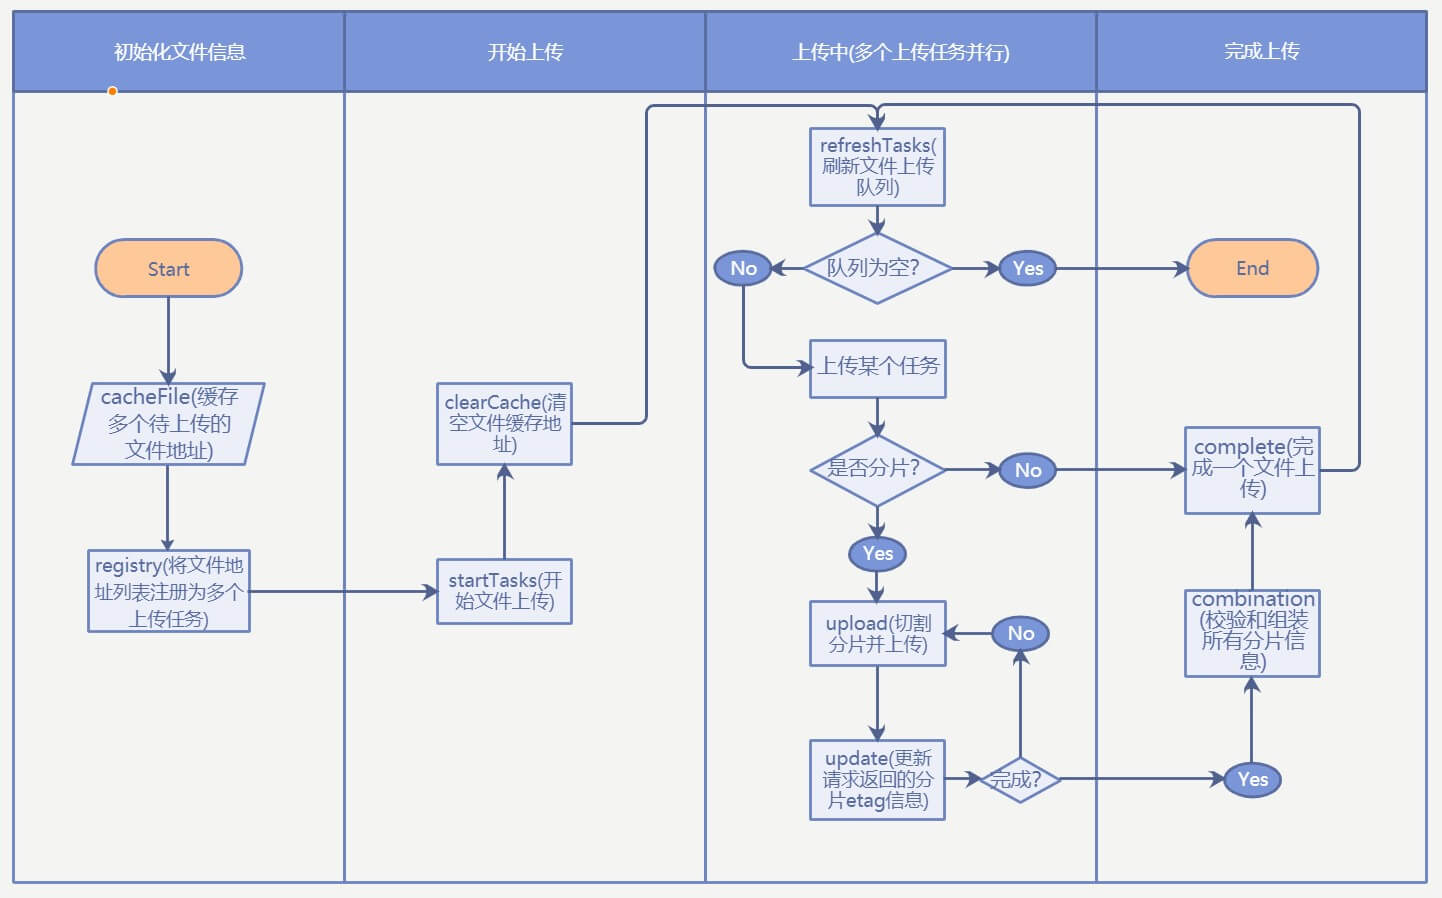 初始化文件信息
开始上传
上传中(多个上传任务并行)
完成上传
Start
cacheFile(缓存
多个待上传的
文件地址)
registry(将文件地
址列表注册为多个
上传任务)
clearCache(清
空文件缓存地
址)
startTasks(开
始文件上传)
refreshTasks(
刷新文件上传
队列)
No
队列为空?
Yes
上传某个任务
是否分片?
No
Yes
upload(切割
分片并上传)
No
update(更新
请求返回的分
片etag信息)
完成?
End
complete(完
成一个文件上
传)
combination
(校验和组装
所有分片信
息)
Yes